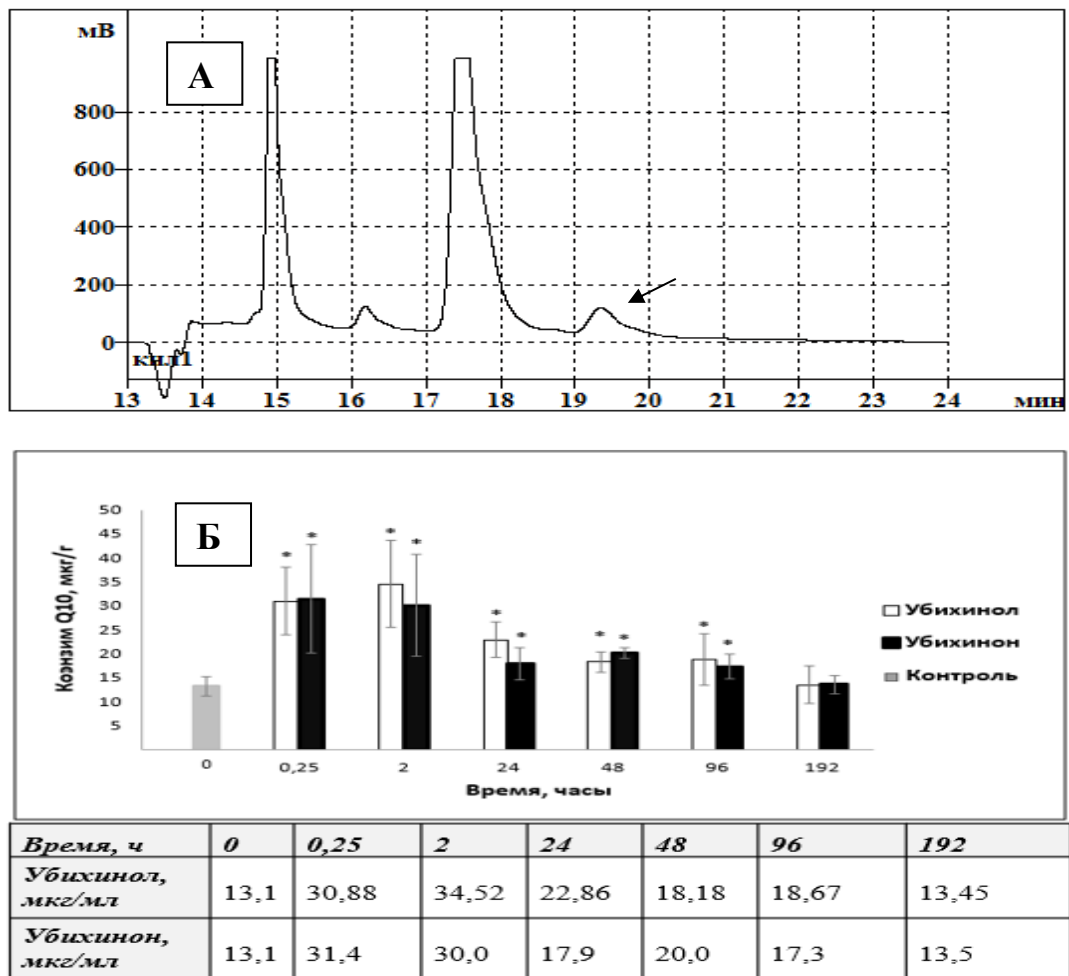 мВ
А
800
600
400
200
0
кнл1
13 14 15 16 17 18 19 20 21 22 23 24 мин
Б
Коэнзим Q10, мкг/г
50
45
40
35
30
25
20
15
10
5
* * * * * * * * * *
Убихинол
Убихинон
Контроль
0 0,25 2 24 48 96 192
Время, часы
Время, ч 0 0,25 2 24 48 96 192
Убихинол,
мкг/мл 13,1 30,88 34,52 22,86 18,18 18,67 13,45
Убихинон,
мкг/мл 13,1 31,4 30,0 17,9 20,0 17,3 13,5